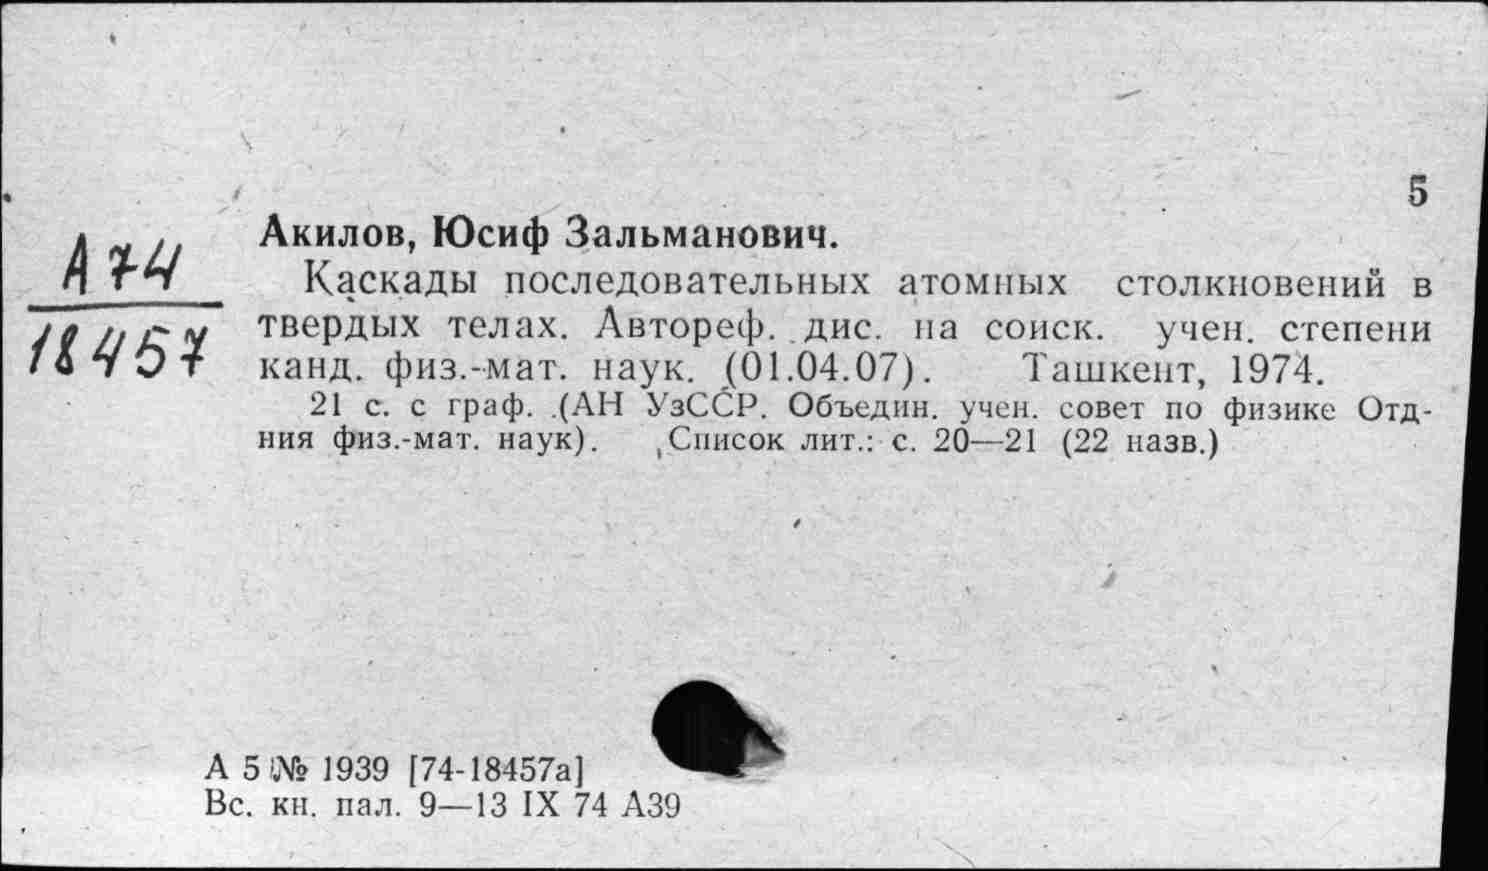 5
Акилов, Юсиф Зальманович.
А74
18457
Каскады последовательных атомных столкновений в
твердых телах. Автореф. дис. на соиск. учен. степени
канд. физ.-мат. наук. (01.04.07). Ташкент, 1974.
21 с. с граф. (АН УзССР. Объедин. учен. совет по физике Отд-
ния физ.-мат. наук). Список лит.: с. 20—21 (22 назв.)
А 5 № 1939 [74-18457а]
Вс. кн. пал. 9—13 IX 74 А39